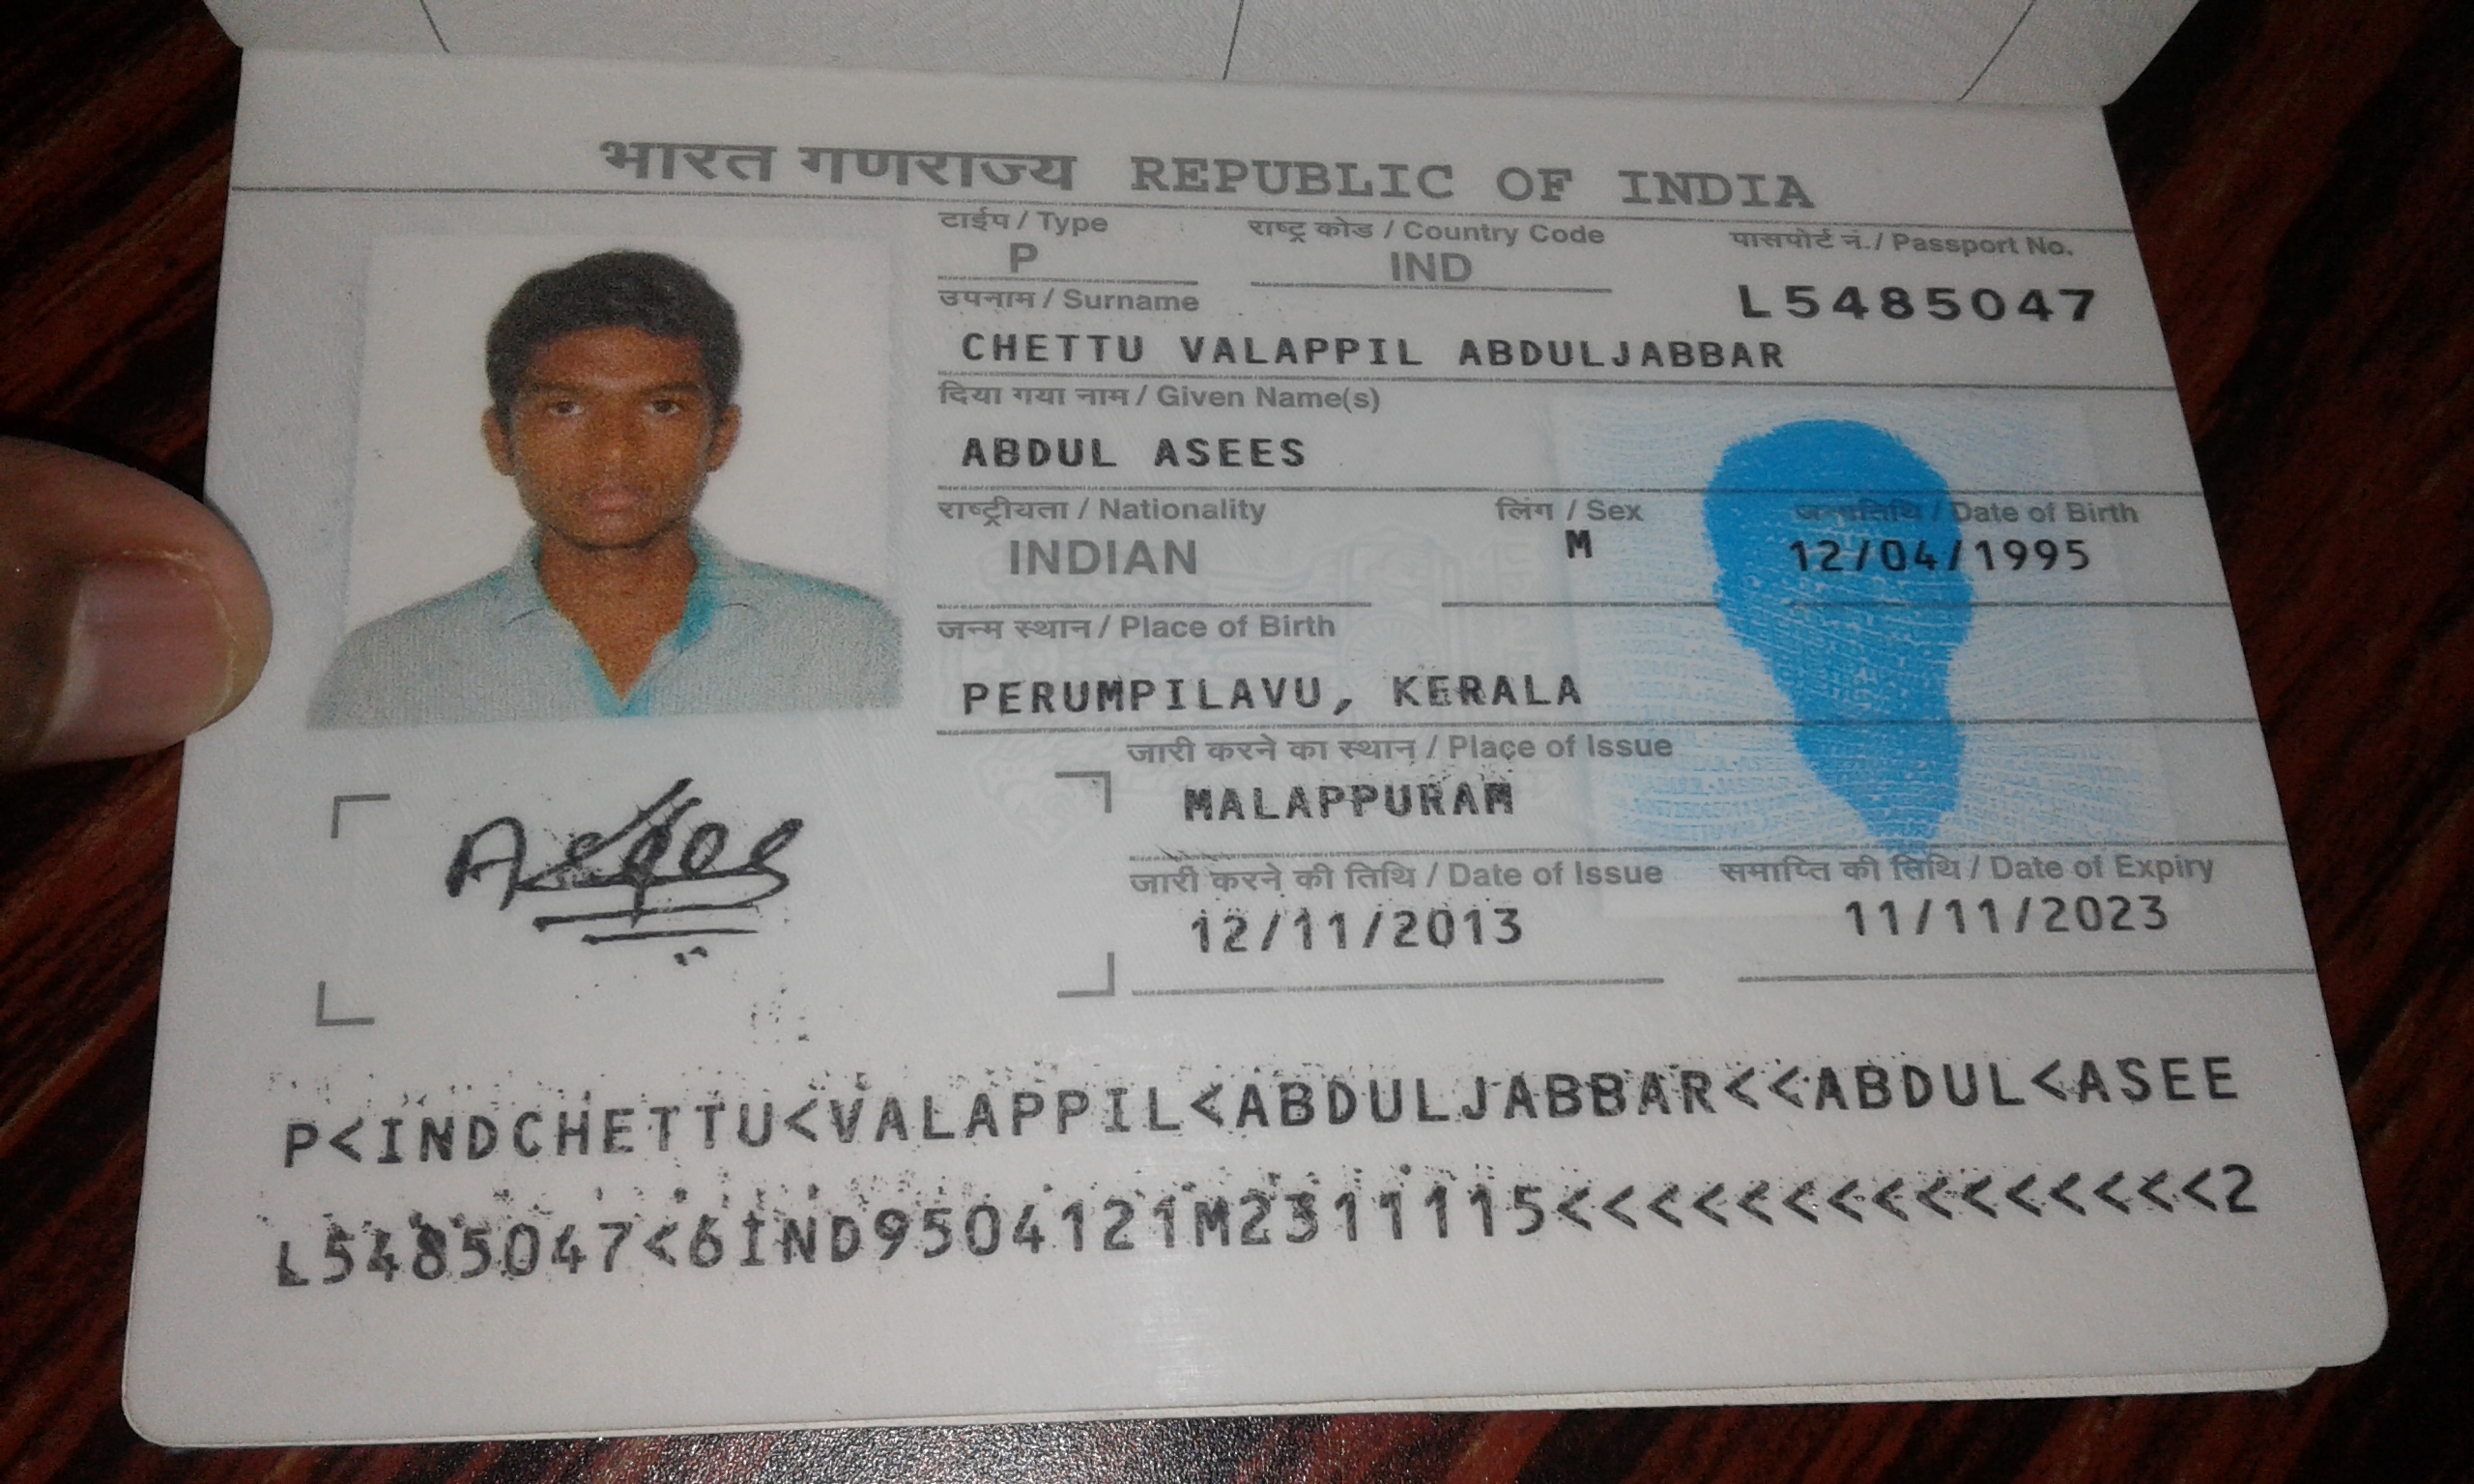 भारत गणराज्य REPUBLIC OF INDIA
टाईप / Type राष्ट्र कोड / Country Code पासपोर्ट नं. / Passport No.
P IND L5485047
उपनाम / Surname
CHETTU VALAPPIL ABDULJABBAR
दिया गया नाम / Given Name(s)
ABDUL ASEES
राष्ट्रीयता / Nationality लिंग / Sex जन्मतिथि / Date of Birth
INDIAN M 12/04/1995
जन्म स्थान / Place of Birth
PERUMPILAVU, KERALA
जारी करने का स्थान / Place of Issue
MALAPPURAM
जारी करने की तिथि / Date of Issue समाप्ति की तिथि / Date of Expiry
12/11/2013 11/11/2023
Asees
P<INDCHETTU<VALAPPIL<ABDULJABBAR<<ABDUL<ASEE
L5485047<6IND9504121M2311115<<<<<<<<<<<<<<<2